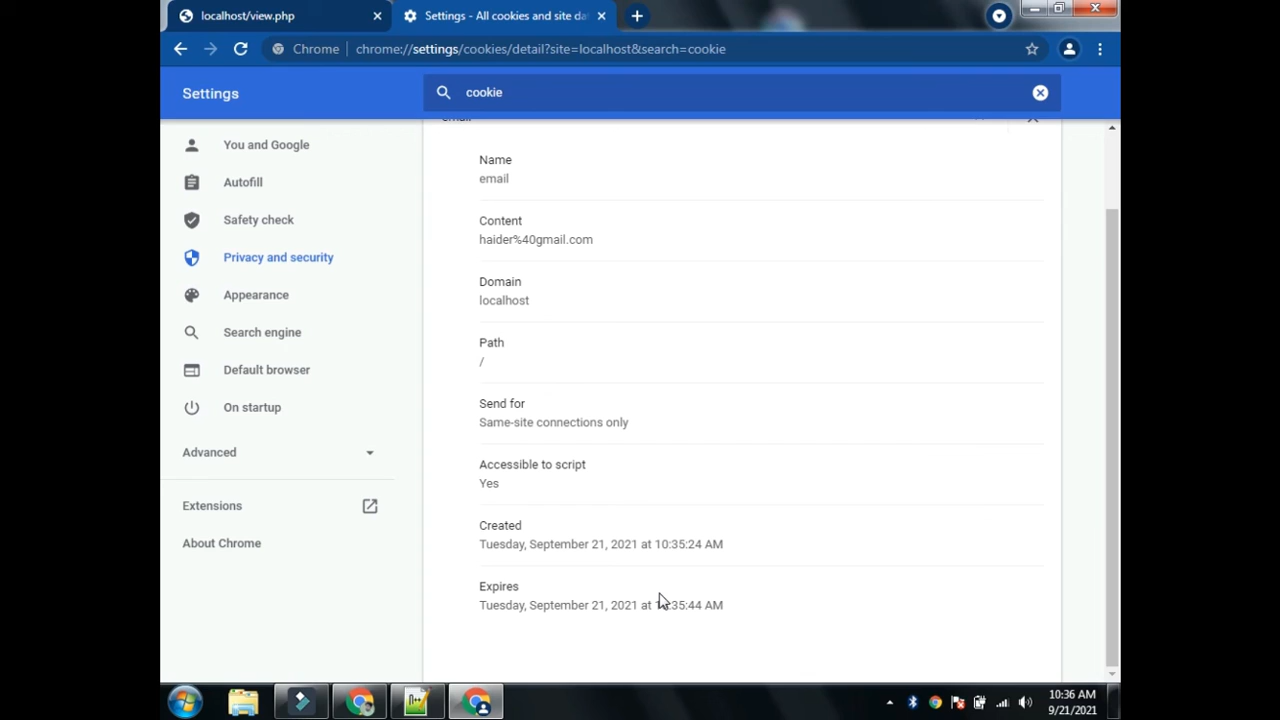 localhost/view.php
Settings - All cookies and site da
Chrome
chrome://settings/cookies/detail?site=localhost&search=cookie
Settings
cookie
You and Google
Autofill
Safety check
Privacy and security
Appearance
Search engine
Default browser
On startup
Advanced
Extensions
About Chrome
email
Name
email
Content
haider%40gmail.com
Domain
localhost
Path
/
Send for
Same-site connections only
Accessible to script
Yes
Created
Tuesday, September 21, 2021 at 10:35:24 AM
Expires
Tuesday, September 21, 2021 at 10:35:44 AM
10:36 AM
9/21/2021